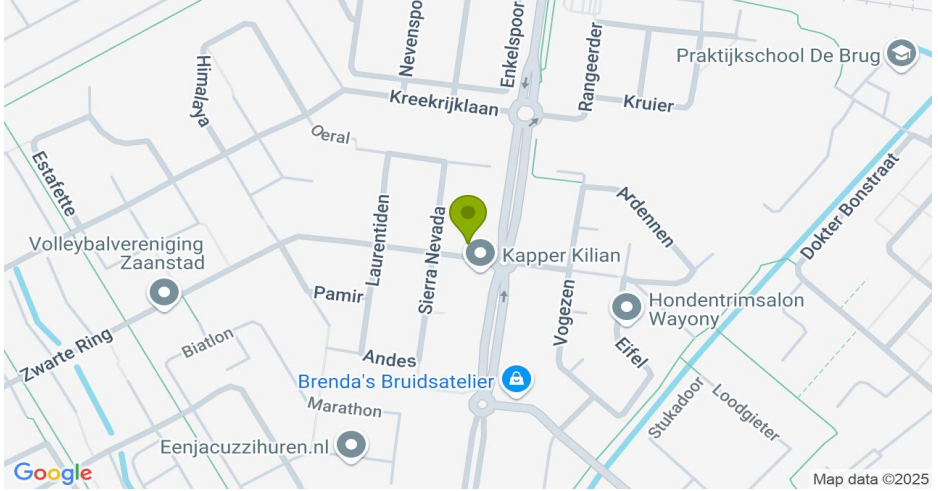 Himalaya
Nevenspo
Enkelspoor-
Rangeerder
Praktijkschool De Brug
Kreekrijklaan
Kruier
Oeral
Estafette
Laurentiden
Sierra Nevada
Ardennen
Dokter Bonstraat
Volleybalvereniging
Zaanstad
Kapper Kilian
Pamir
Vogezen
Hondentrimsalon
Wayony
Zwarte Ring
Biatlon
Andes
Eifel
Brenda's Bruidsatelier
Marathon
Stukadoor
Loodgieter
Eenjacuzzihuren.nl
Google
Map data ©2025